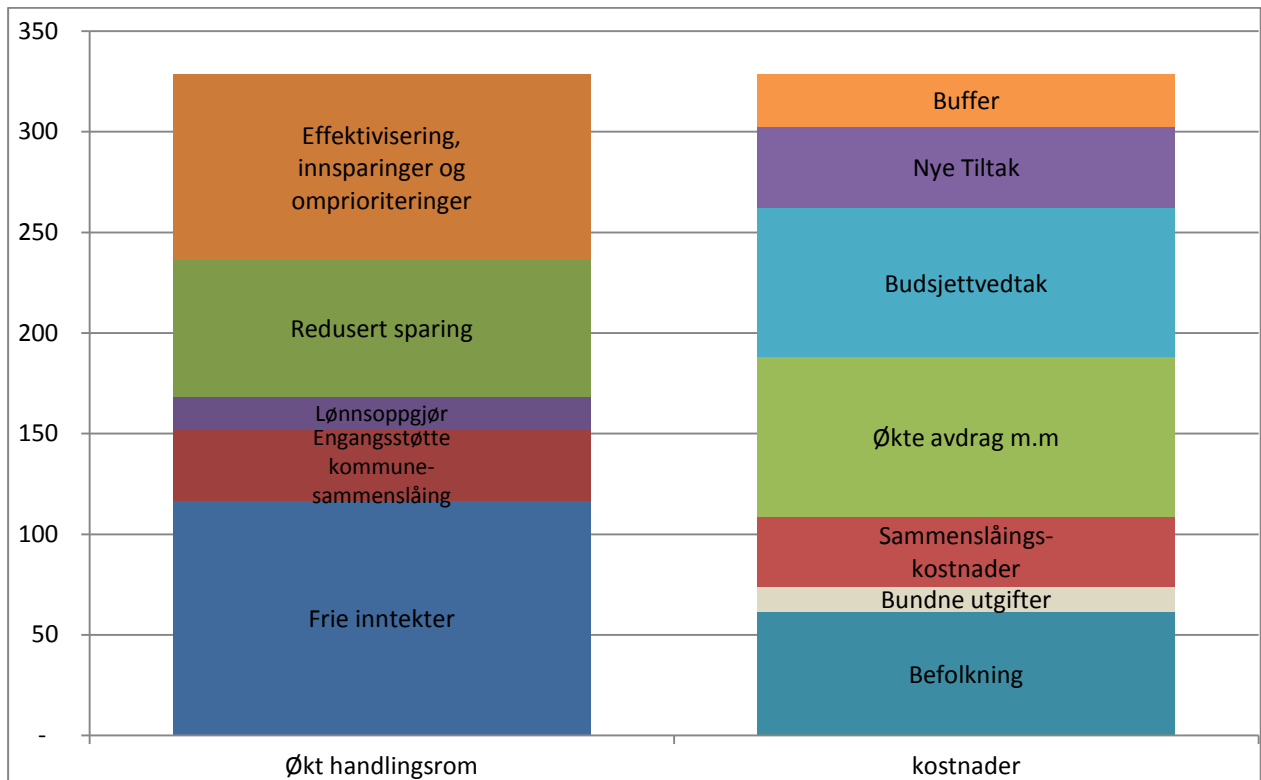 350
300
250
200
150
100
50
-
Effektivisering,
innsparinger og
omprioriteringer
Redusert sparing
Lønnsoppgjør
Engangsstøtte
kommune-
sammenslåing
Frie inntekter
Buffer
Nye Tiltak
Budsjettvedtak
Økte avdrag m.m
Sammenslåings-
kostnader
Bundne utgifter
Befolkning
Økt handlingsrom
kostnader